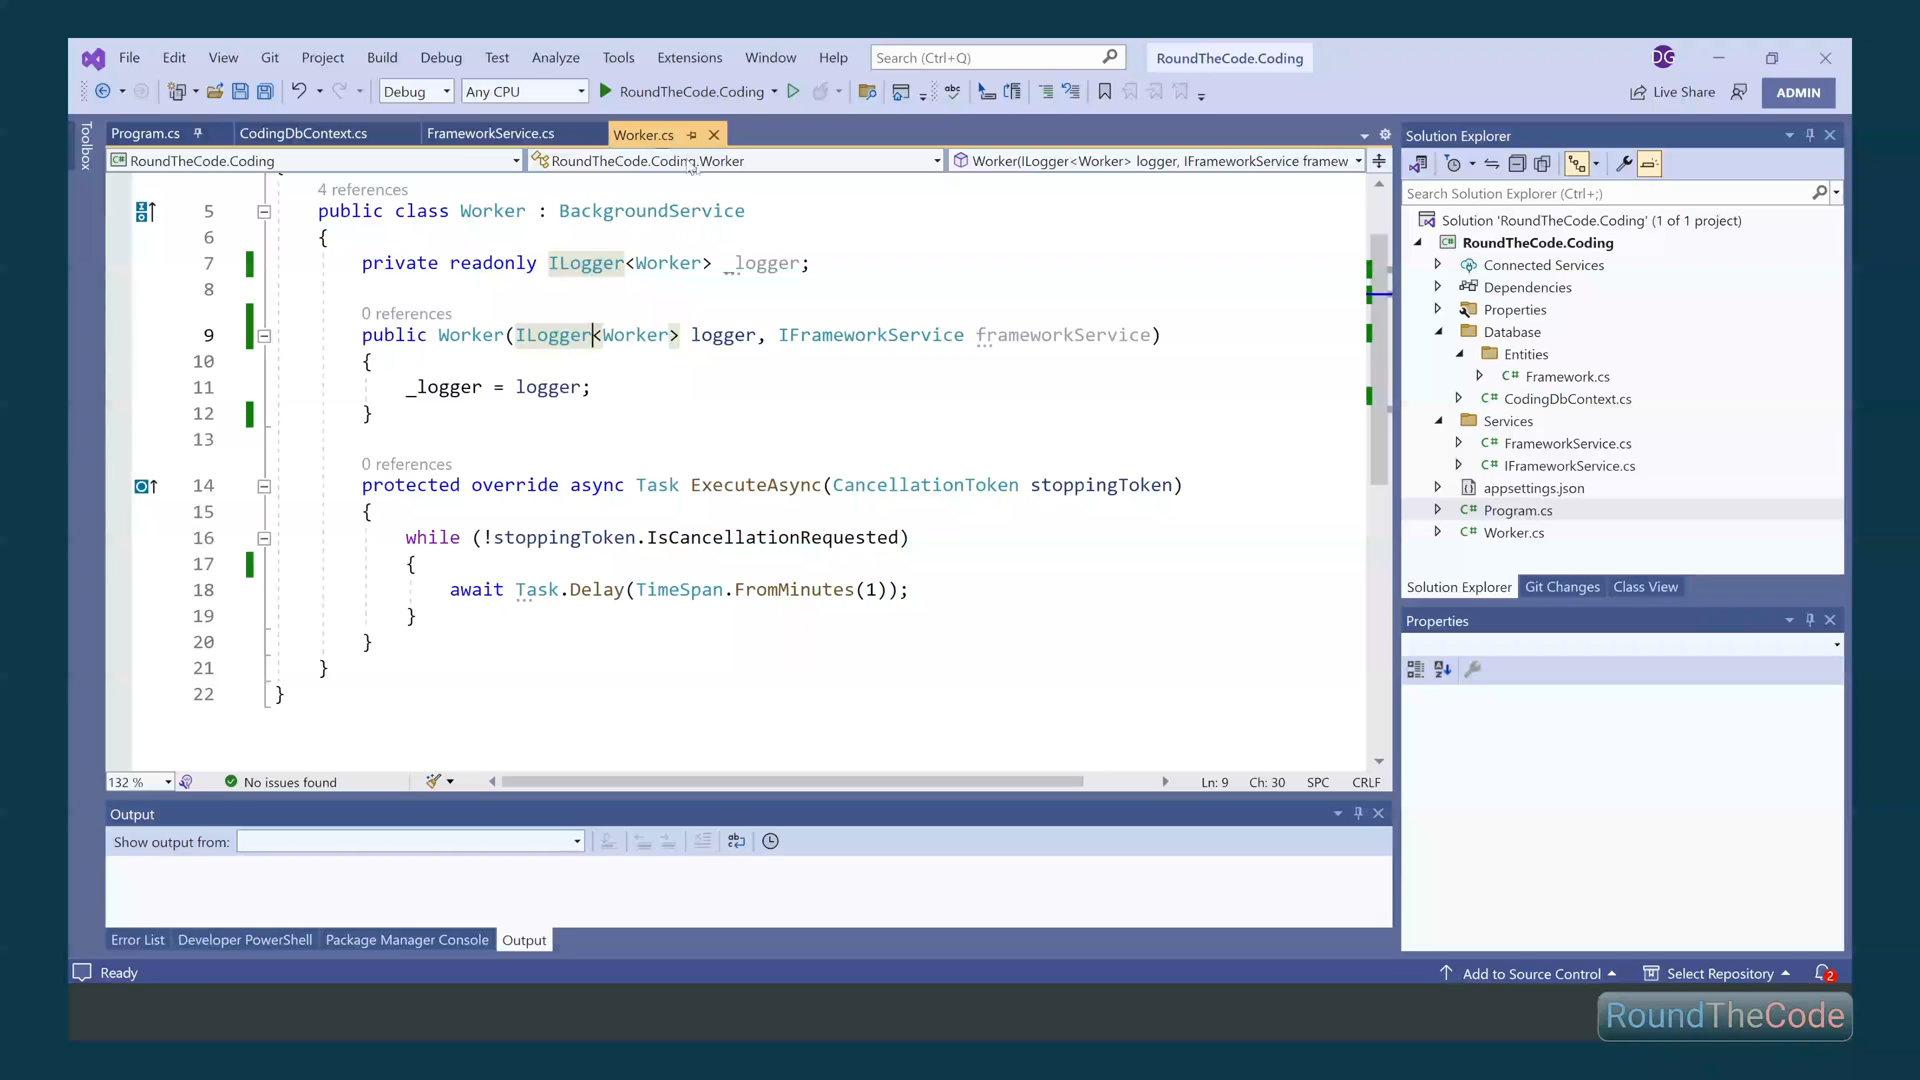 File Edit View Git Project Build Debug Test Analyze Tools Extensions Window Help Search (Ctrl+Q) RoundTheCode.Coding DG
Debug Any CPU RoundTheCode.Coding Live Share ADMIN
Toolbox
Program.cs CodingDbContext.cs FrameworkService.cs Worker.cs
RoundTheCode.Coding RoundTheCode.Coding.Worker Worker(ILogger<Worker> logger, IFrameworkService framew
4 references
5 public class Worker : BackgroundService
6 {
7 private readonly ILogger<Worker> _logger;
8
0 references
9 public Worker(ILogger<Worker> logger, IFrameworkService frameworkService)
10 {
11 _logger = logger;
12 }
13
0 references
14 protected override async Task ExecuteAsync(CancellationToken stoppingToken)
15 {
16 while (!stoppingToken.IsCancellationRequested)
17 {
18 await Task.Delay(TimeSpan.FromMinutes(1));
19 }
20 }
21 }
22 }
132 % No issues found Ln: 9 Ch: 30 SPC CRLF
Output
Show output from:
Error List Developer PowerShell Package Manager Console Output
Solution Explorer
Search Solution Explorer (Ctrl+;)
Solution 'RoundTheCode.Coding' (1 of 1 project)
RoundTheCode.Coding
Connected Services
Dependencies
Properties
Database
Entities
C# Framework.cs
C# CodingDbContext.cs
Services
C# FrameworkService.cs
C# IFrameworkService.cs
appsettings.json
C# Program.cs
C# Worker.cs
Solution Explorer Git Changes Class View
Properties
Ready Add to Source Control Select Repository 2
RoundTheCode